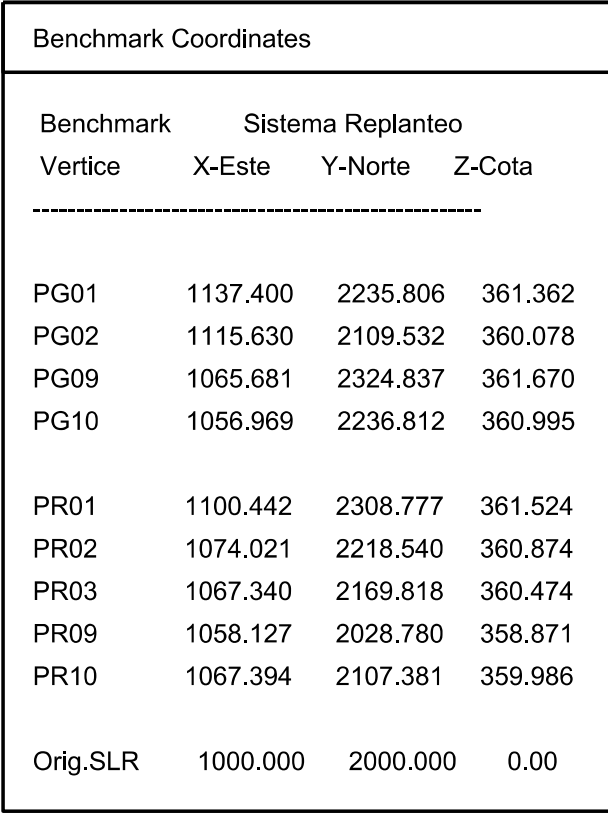 Benchmark Coordinates
Benchmark Sistema Replanteo
Vertice X-Este Y-Norte Z-Cota
----------------------------------------------------
PG01 1137.400 2235.806 361.362
PG02 1115.630 2109.532 360.078
PG09 1065.681 2324.837 361.670
PG10 1056.969 2236.812 360.995
PR01 1100.442 2308.777 361.524
PR02 1074.021 2218.540 360.874
PR03 1067.340 2169.818 360.474
PR09 1058.127 2028.780 358.871
PR10 1067.394 2107.381 359.986
Orig.SLR 1000.000 2000.000 0.00